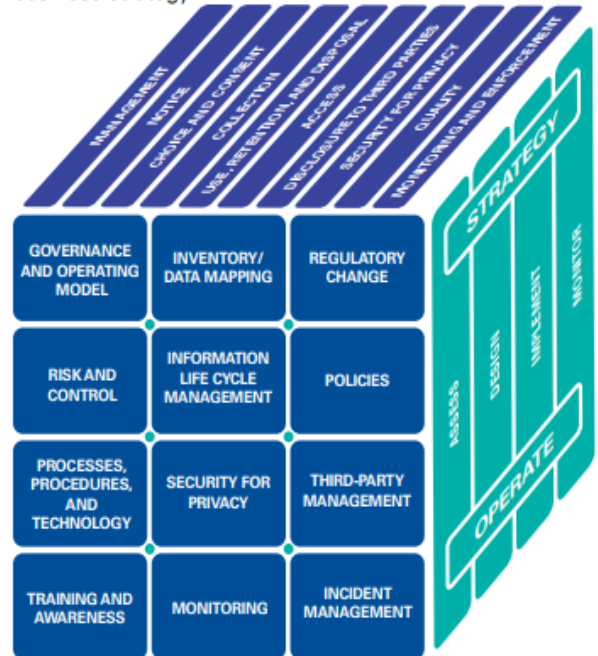 MANAGEMENT
NOTICE
CHOICE AND CONSENT
COLLECTION
USE, RETENTION, AND DISPOSAL
ACCESS
DISCLOSURE TO THIRD PARTIES
SECURITY FOR PRIVACY
QUALITY
MONITORING AND ENFORCEMENT
GOVERNANCE
AND OPERATING
MODEL
INVENTORY/
DATA MAPPING
REGULATORY
CHANGE
RISK AND
CONTROL
INFORMATION
LIFE CYCLE
MANAGEMENT
POLICIES
PROCESSES,
PROCEDURES,
AND
TECHNOLOGY
SECURITY FOR
PRIVACY
THIRD-PARTY
MANAGEMENT
TRAINING AND
AWARENESS
MONITORING
INCIDENT
MANAGEMENT
STRATEGY
ASSESS
DESIGN
IMPLEMENT
MONITOR
OPERATE